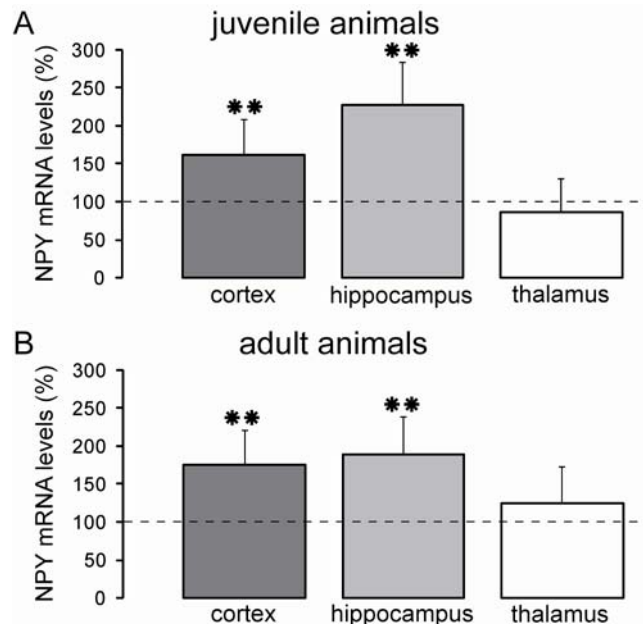 A
juvenile animals
NPY mRNA levels (%)
300
250
200
150
100
50
0
**
**
cortex
hippocampus
thalamus
B
adult animals
NPY mRNA levels (%)
300
250
200
150
100
50
0
**
**
cortex
hippocampus
thalamus